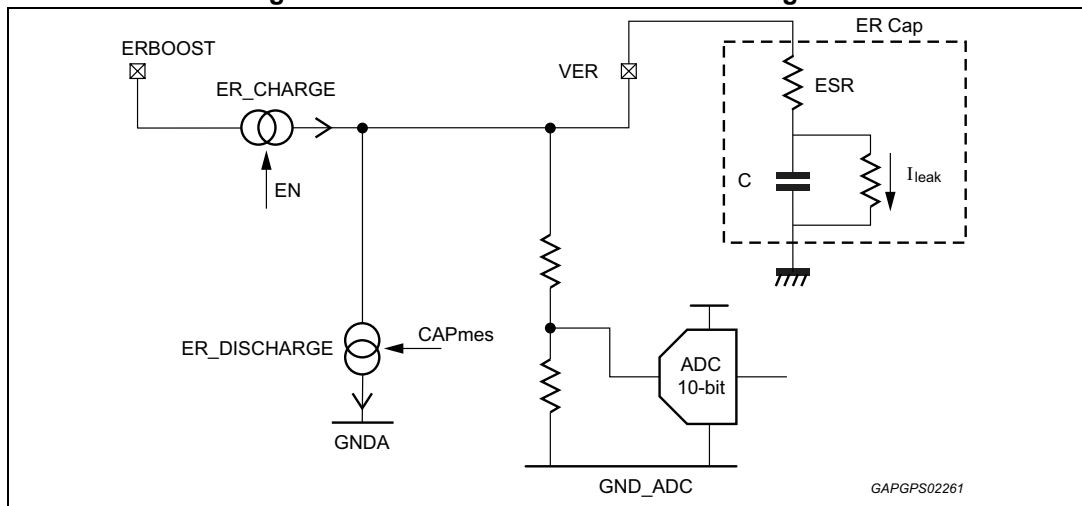 ER Cap
ERBOOST
VER
ESR
ER_CHARGE
EN
C
Ileak
ER_DISCHARGE
CAPmes
ADC
10-bit
GNDA
GND_ADC
GAPGPS02261